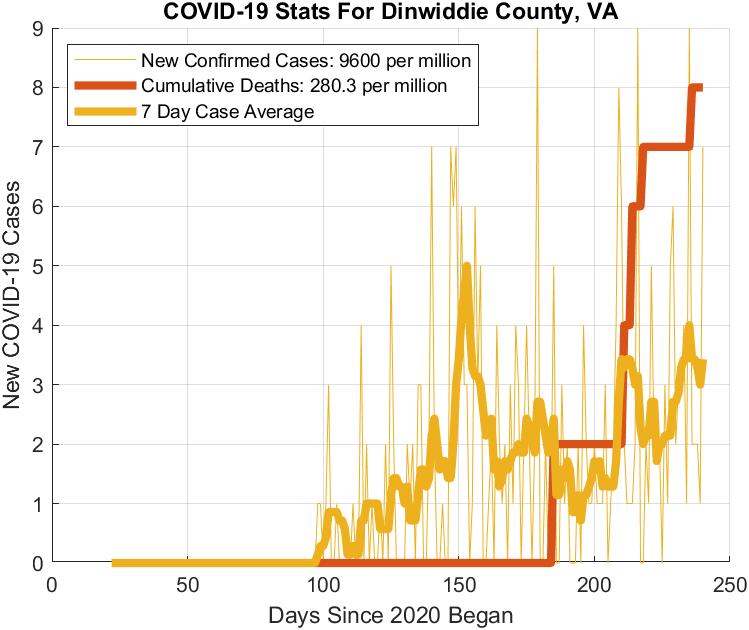 COVID-19 Stats For Dinwiddie County, VA
New Confirmed Cases: 9600 per million
Cumulative Deaths: 280.3 per million
7 Day Case Average
New COVID-19 Cases
9
8
7
6
5
4
3
2
1
0
0 50 100 150 200 250
Days Since 2020 Began